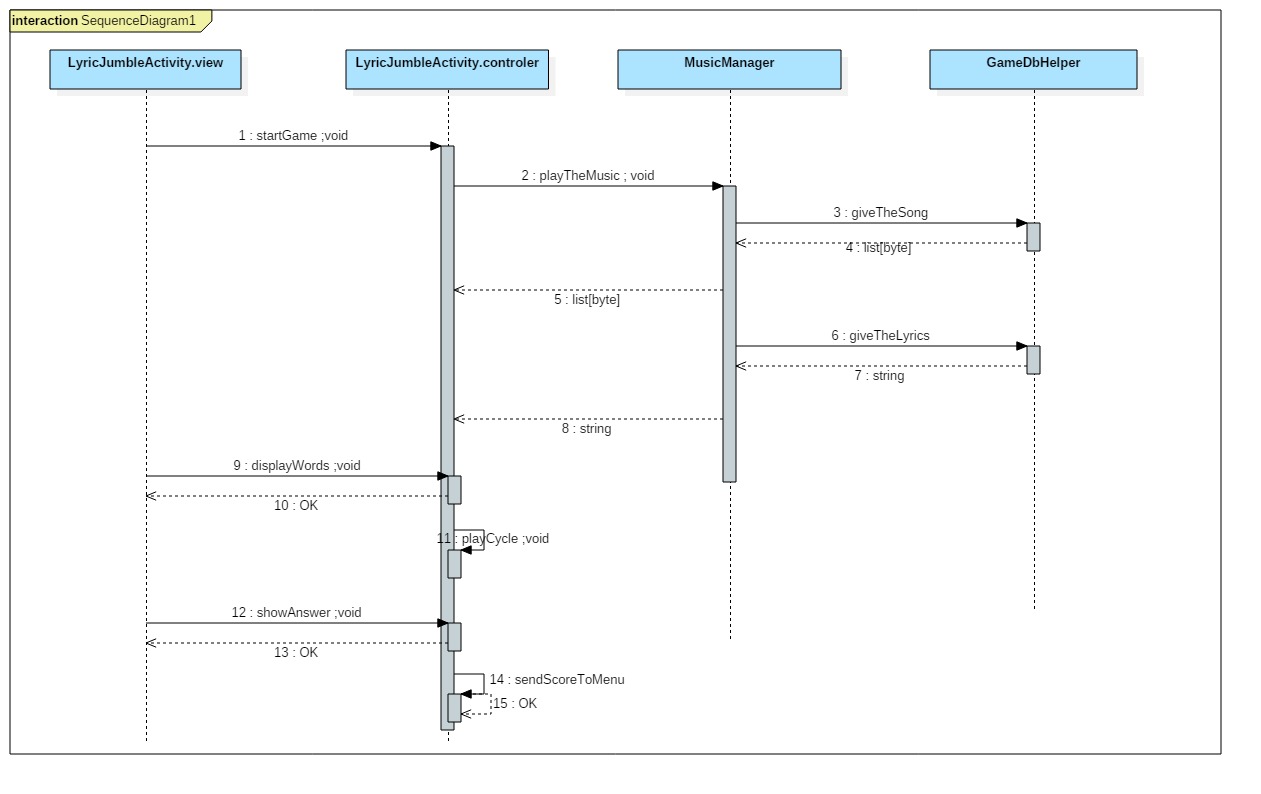 interaction SequenceDiagram1
LyricJumbleActivity.view
LyricJumbleActivity.controler
MusicManager
GameDbHelper
1 : startGame ;void
2 : playTheMusic ; void
3 : giveTheSong
4 : list[byte]
5 : list[byte]
6 : giveTheLyrics
7 : string
8 : string
9 : displayWords ;void
10 : OK
11 : playCycle ;void
12 : showAnswer ;void
13 : OK
14 : sendScoreToMenu
15 : OK